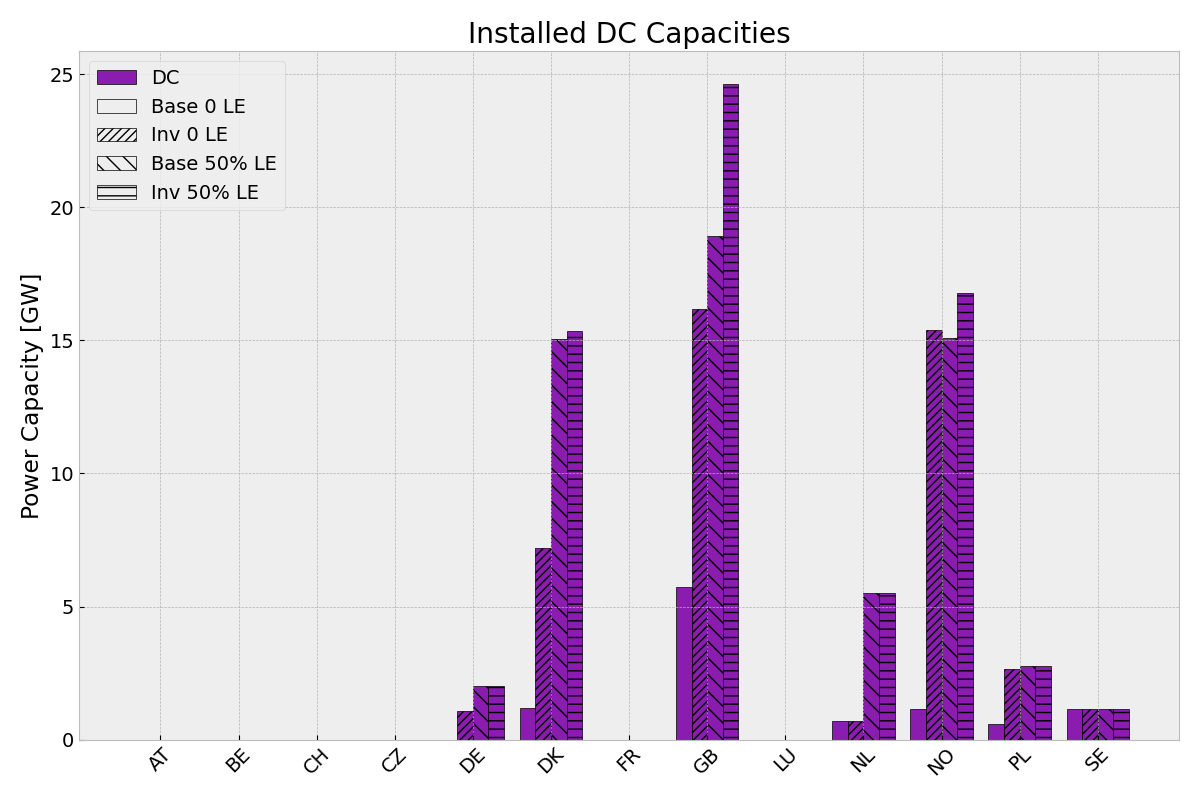 Installed DC Capacities
Power Capacity [GW]
25
20
15
10
5
0
DC
Base 0 LE
Inv 0 LE
Base 50% LE
Inv 50% LE
AT
BE
CH
CZ
DE
DK
FR
GB
LU
NL
NO
PL
SE